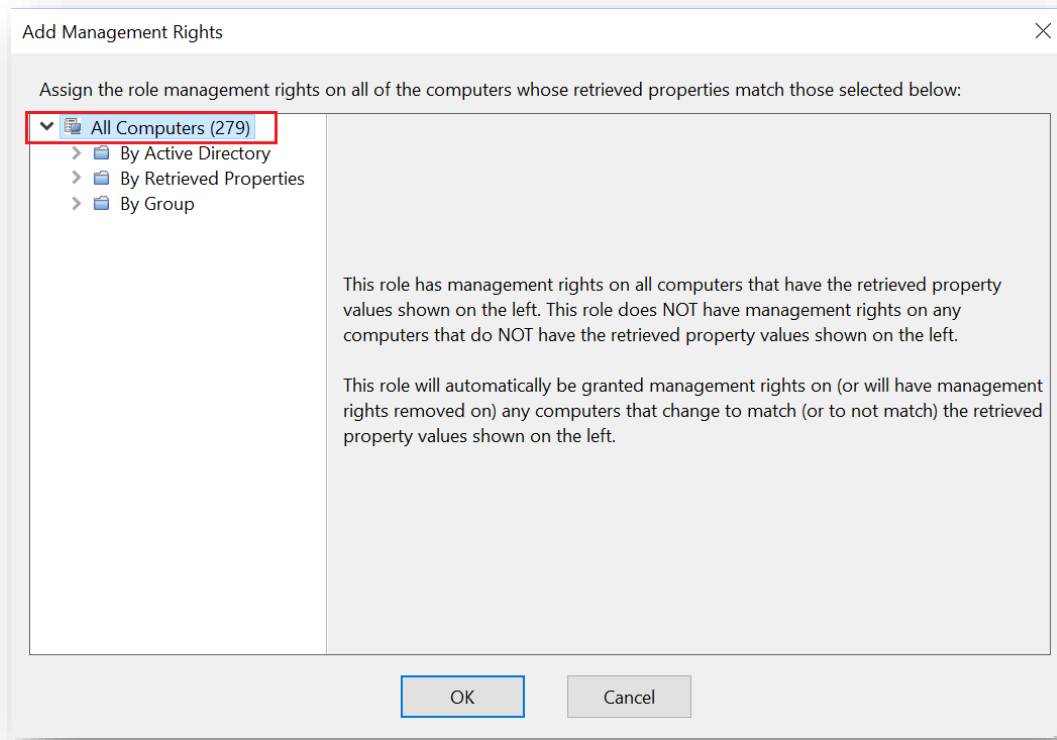 Add Management Rights
Assign the role management rights on all of the computers whose retrieved properties match those selected below:
All Computers (279)
By Active Directory
By Retrieved Properties
By Group
This role has management rights on all computers that have the retrieved property
values shown on the left. This role does NOT have management rights on any
computers that do NOT have the retrieved property values shown on the left.
This role will automatically be granted management rights on (or will have management
rights removed on) any computers that change to match (or to not match) the retrieved
property values shown on the left.
OK
Cancel